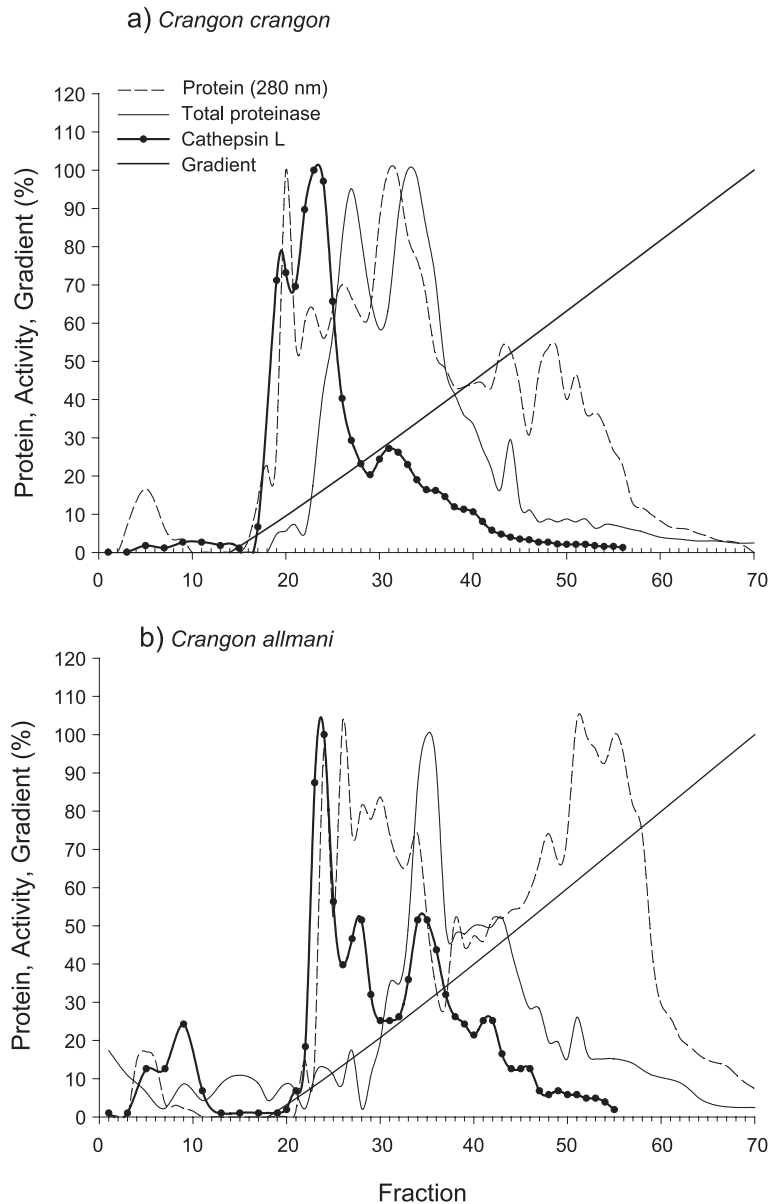 a) Crangon crangon
Protein (280 nm)
Total proteinase
Cathepsin L
Gradient
Protein, Activity, Gradient (%)
120
110
100
90
80
70
60
50
40
30
20
10
0
0 10 20 30 40 50 60 70
b) Crangon allmani
Protein, Activity, Gradient (%)
120
110
100
90
80
70
60
50
40
30
20
10
0
0 10 20 30 40 50 60 70
Fraction